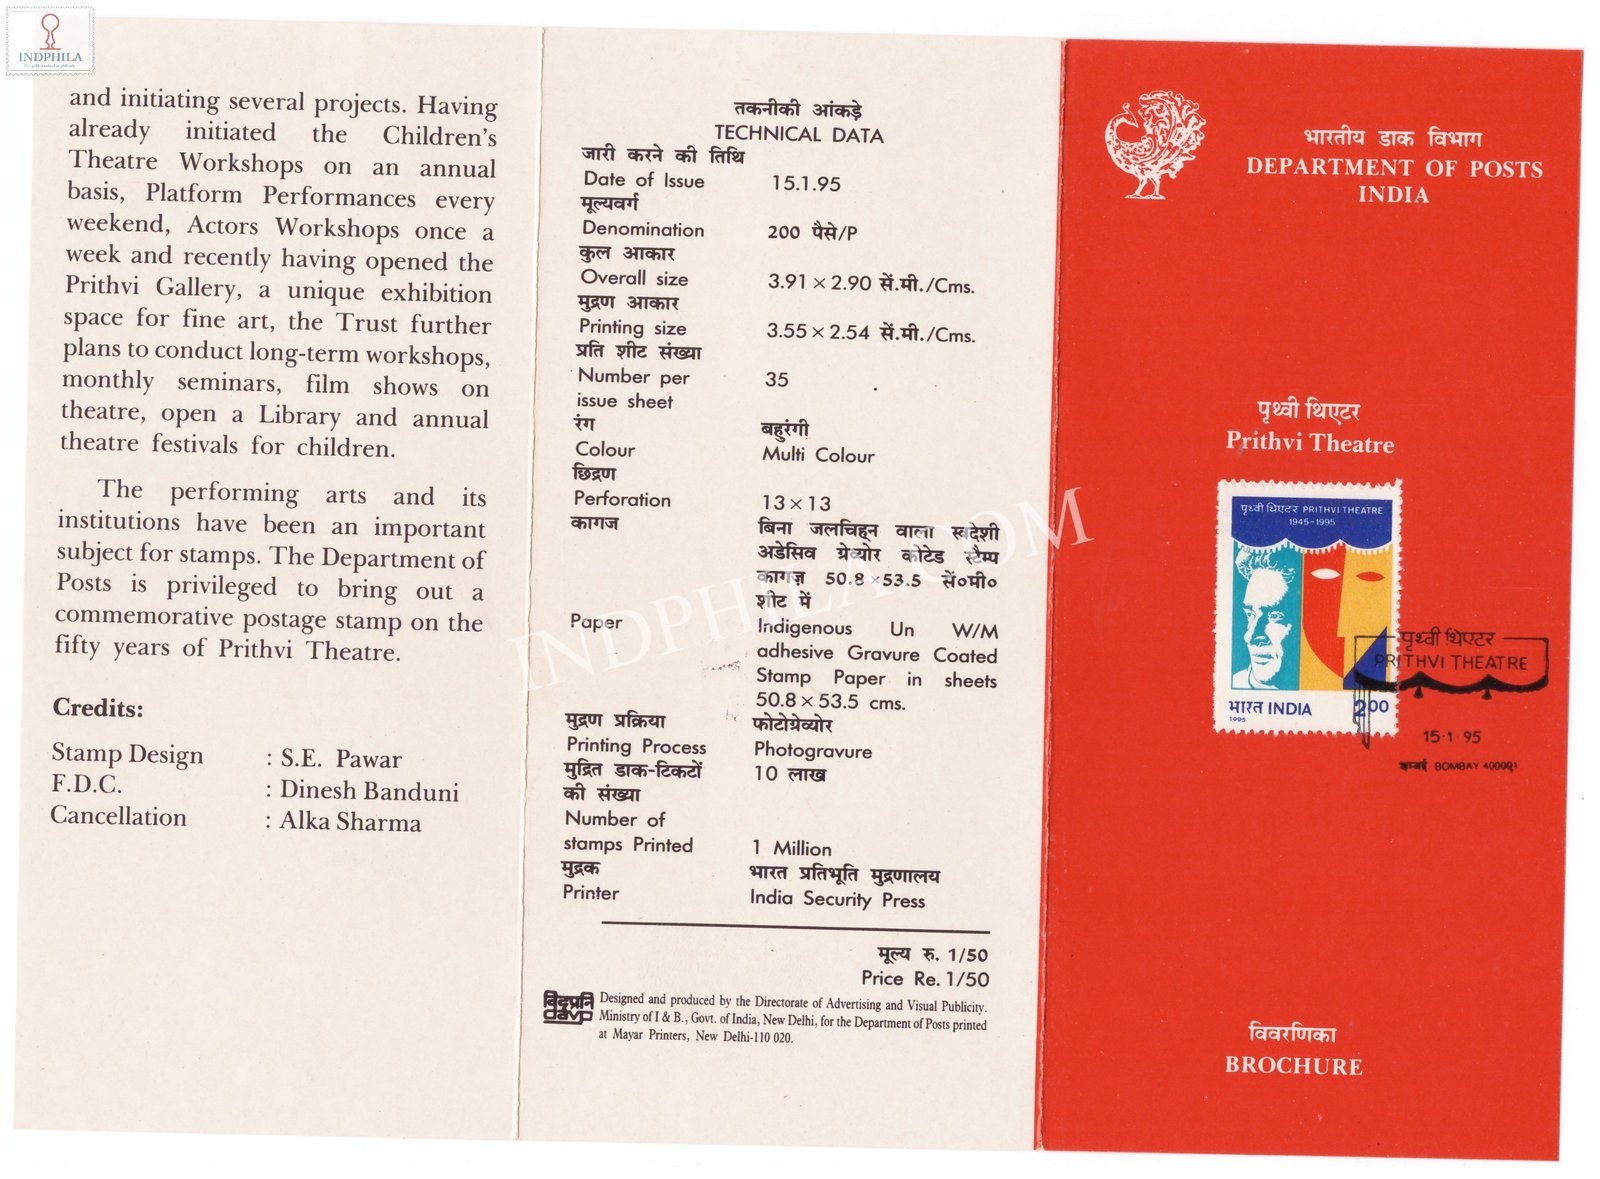 INDPHILA
and initiating several projects. Having
already initiated the Children's
Theatre Workshops on an annual
basis, Platform Performances every
weekend, Actors Workshops once a
week and recently having opened the
Prithvi Gallery, a unique exhibition
space for fine art, the Trust further
plans to conduct long-term workshops,
monthly seminars, film shows on
theatre, open a Library and annual
theatre festivals for children.
The performing arts and its
institutions have been an important
subject for stamps. The Department of
Posts is privileged to bring out a
commemorative postage stamp on the
fifty years of Prithvi Theatre.
Credits:
Stamp Design : S.E. Pawar
F.D.C. : Dinesh Banduni
Cancellation : Alka Sharma
तकनीकी आंकड़े
TECHNICAL DATA
जारी करने की तिथि
Date of Issue 15.1.95
मूल्यवर्ग
Denomination 200 पैसे/P
कुल आकार
Overall size 3.91 × 2.90 सें.मी./Cms.
मुद्रण आकार
Printing size 3.55 × 2.54 सें.मी./Cms.
प्रति शीट संख्या
Number per 35
issue sheet
रंग बहुरंगी
Colour Multi Colour
छिद्रण
Perforation 13 × 13
कागज बिना जलचिहन वाला स्वदेशी
अडेसिव ग्रेव्योर कोटेड स्टैम्प
कागज़ 50.8 × 53.5 सें०मी०
शीट में
Paper Indigenous Un W/M
adhesive Gravure Coated
Stamp Paper in sheets
50.8 × 53.5 cms.
मुद्रण प्रक्रिया फोटोग्रेव्योर
Printing Process Photogravure
मुद्रित डाक-टिकटों 10 लाख
की संख्या
Number of
stamps Printed 1 Million
मुद्रक भारत प्रतिभूति मुद्रणालय
Printer India Security Press
मूल्य रु. 1/50
Price Re. 1/50
विदृप्रनि
davp
Designed and produced by the Directorate of Advertising and Visual Publicity.
Ministry of I & B., Govt. of India, New Delhi, for the Department of Posts printed
at Mayar Printers, New Delhi-110 020.
INDPHILA.COM
भारतीय डाक विभाग
DEPARTMENT OF POSTS
INDIA
पृथ्वी थिएटर
Prithvi Theatre
पृथ्वी थिएटर PRITHVI THEATRE
1945-1995
भारत INDIA 200
1995
पृथ्वी थिएटर
PRITHVI THEATRE
15.1 95
बम्बई BOMBAY 400001
विवरणिका
BROCHURE